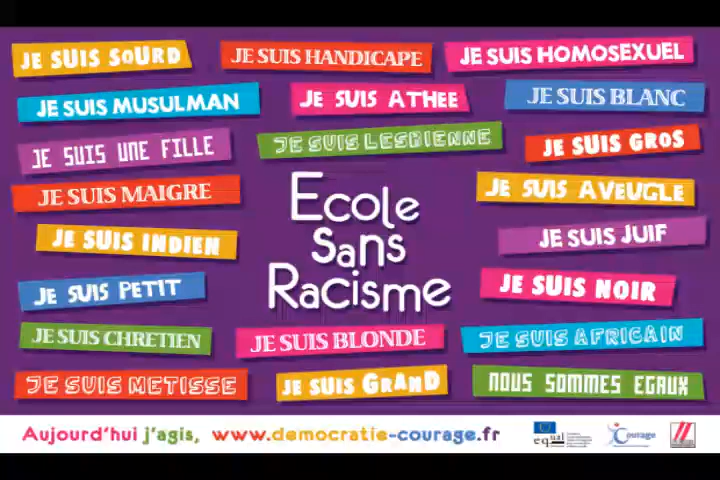 JE SUIS SOURD
JE SUIS HANDICAPE
JE SUIS HOMOSEXUEL
JE SUIS MUSULMAN
JE SUIS ATHEE
JE SUIS BLANC
JE SUIS UNE FILLE
JE SUIS LESBIENNE
JE SUIS GROS
JE SUIS MAIGRE
JE SUIS AVEUGLE
JE SUIS INDIEN
JE SUIS JUIF
Ecole
Sans
Racisme
JE SUIS PETIT
JE SUIS NOIR
JE SUIS CHRETIEN
JE SUIS BLONDE
JE SUIS AFRICAIN
JE SUIS METISSE
JE SUIS GRAND
NOUS SOMMES EGAUX
Aujourd'hui j'agis, www.democratie-courage.fr
equal
Courage